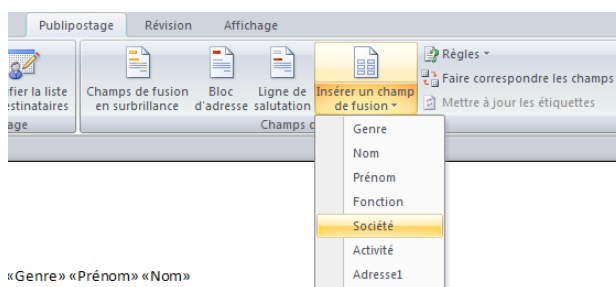 Publipostage Révision Affichage
fier la liste
estinataires
Champs de fusion
en surbrillance
Bloc
d'adresse
Ligne de
salutation
Insérer un champ
de fusion
Règles
Faire correspondre les champs
Mettre à jour les étiquettes
age
Champs d
Genre
Nom
Prénom
Fonction
Société
Activité
Adresse1
«Genre» «Prénom» «Nom»